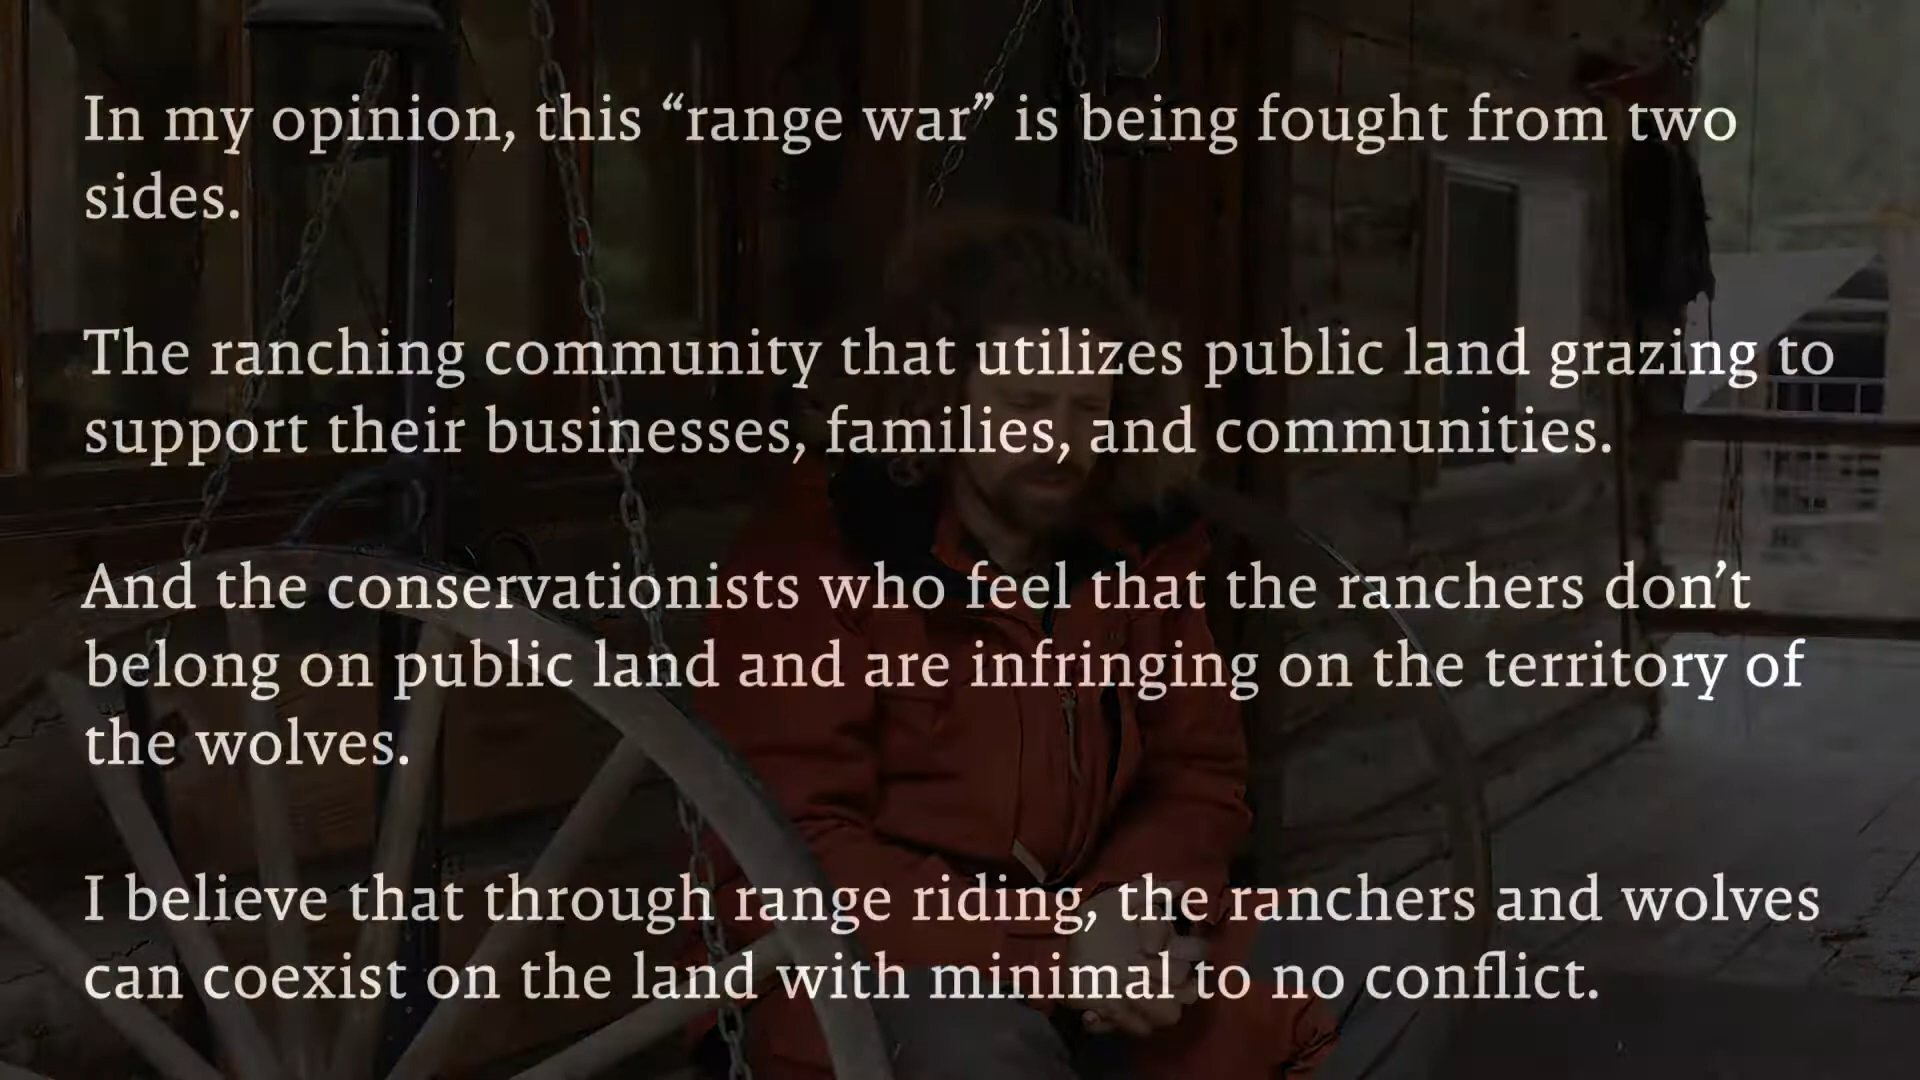 In my opinion, this “range war” is being fought from two
sides.
The ranching community that utilizes public land grazing to
support their businesses, families, and communities.
And the conservationists who feel that the ranchers don’t
belong on public land and are infringing on the territory of
the wolves.
I believe that through range riding, the ranchers and wolves
can coexist on the land with minimal to no conflict.